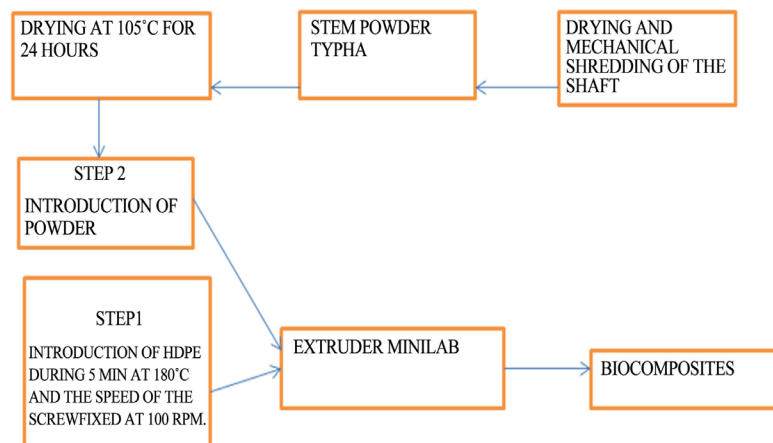 DRYING AT 105˚C FOR
24 HOURS
STEM POWDER
TYPHA
DRYING AND
MECHANICAL
SHREDDING OF THE
SHAFT
STEP 2
INTRODUCTION OF
POWDER
STEP1
INTRODUCTION OF HDPE
DURING 5 MIN AT 180˚C
AND THE SPEED OF THE
SCREWFIXED AT 100 RPM.
EXTRUDER MINILAB
BIOCOMPOSITES